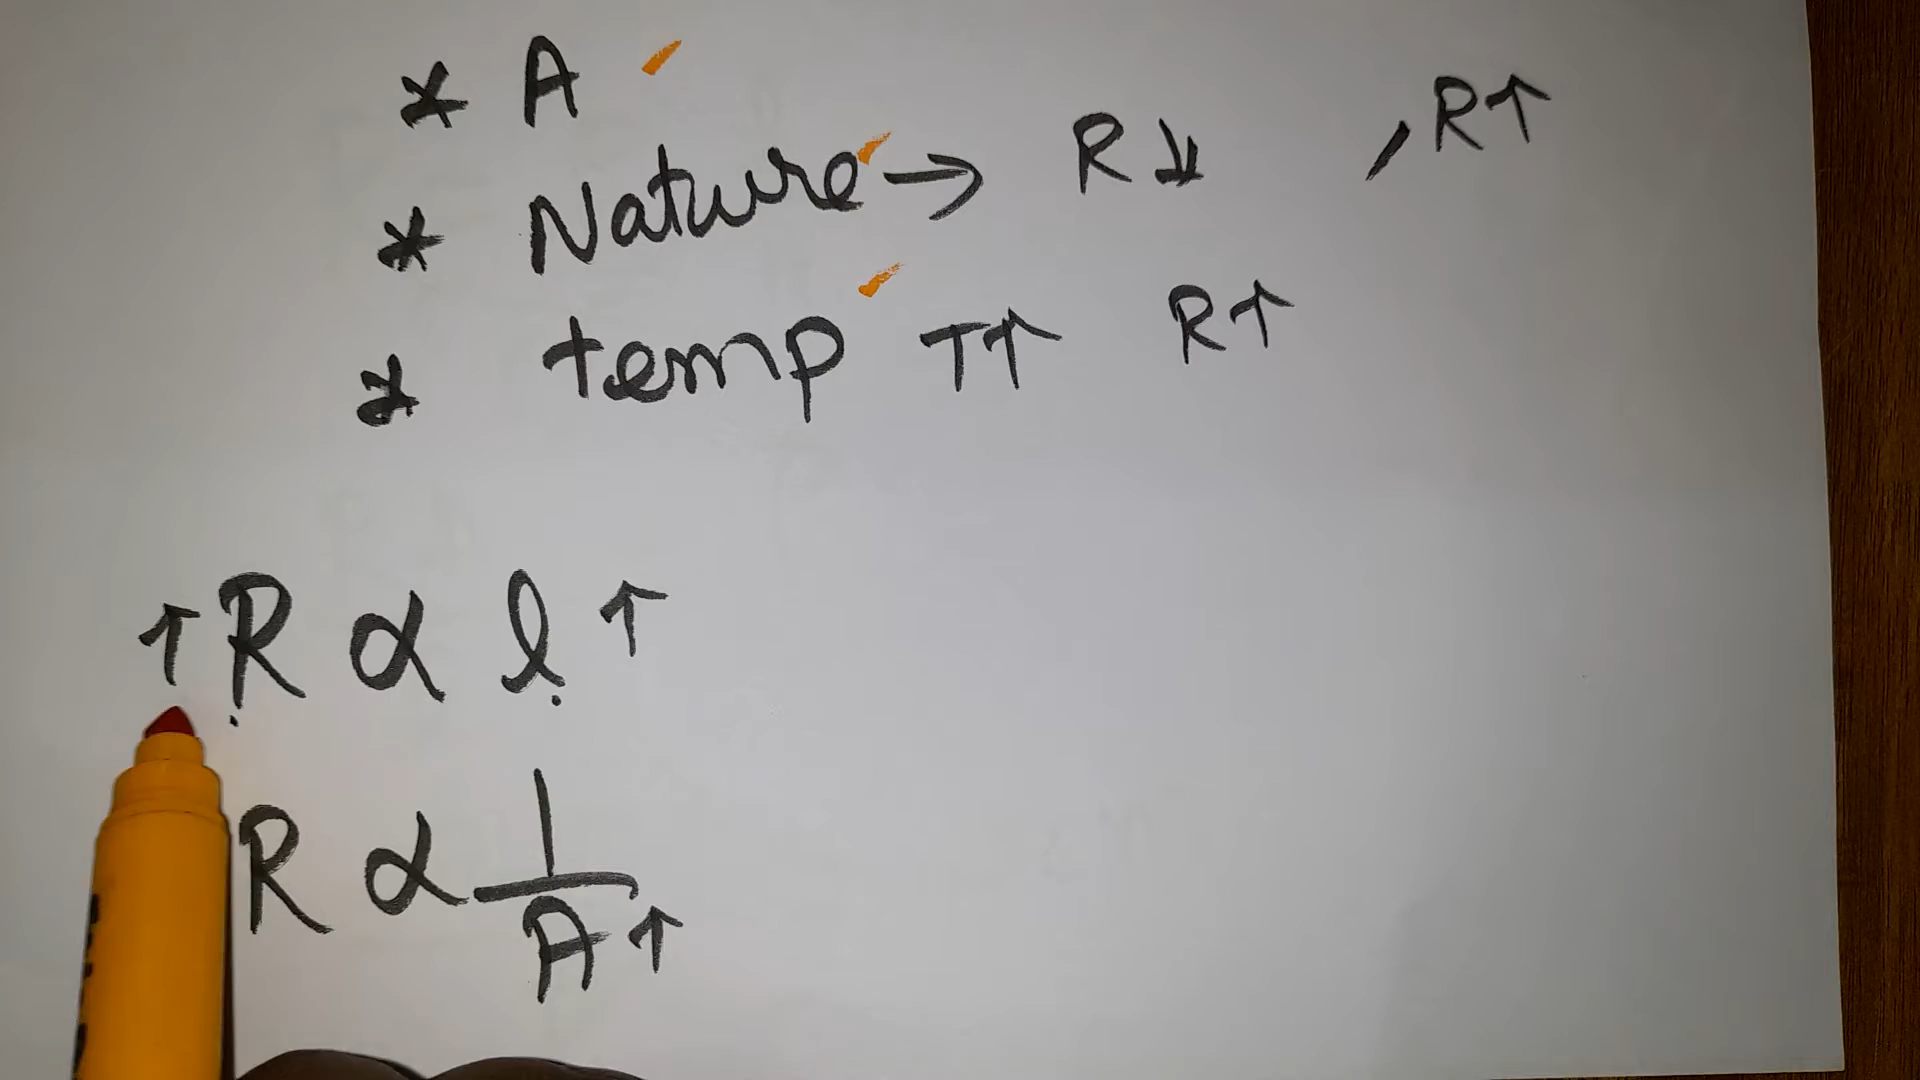 * A
* Nature → R↓ , R↑
* temp T↑ R↑
↑R ∝ l↑
R ∝ 1/A↑